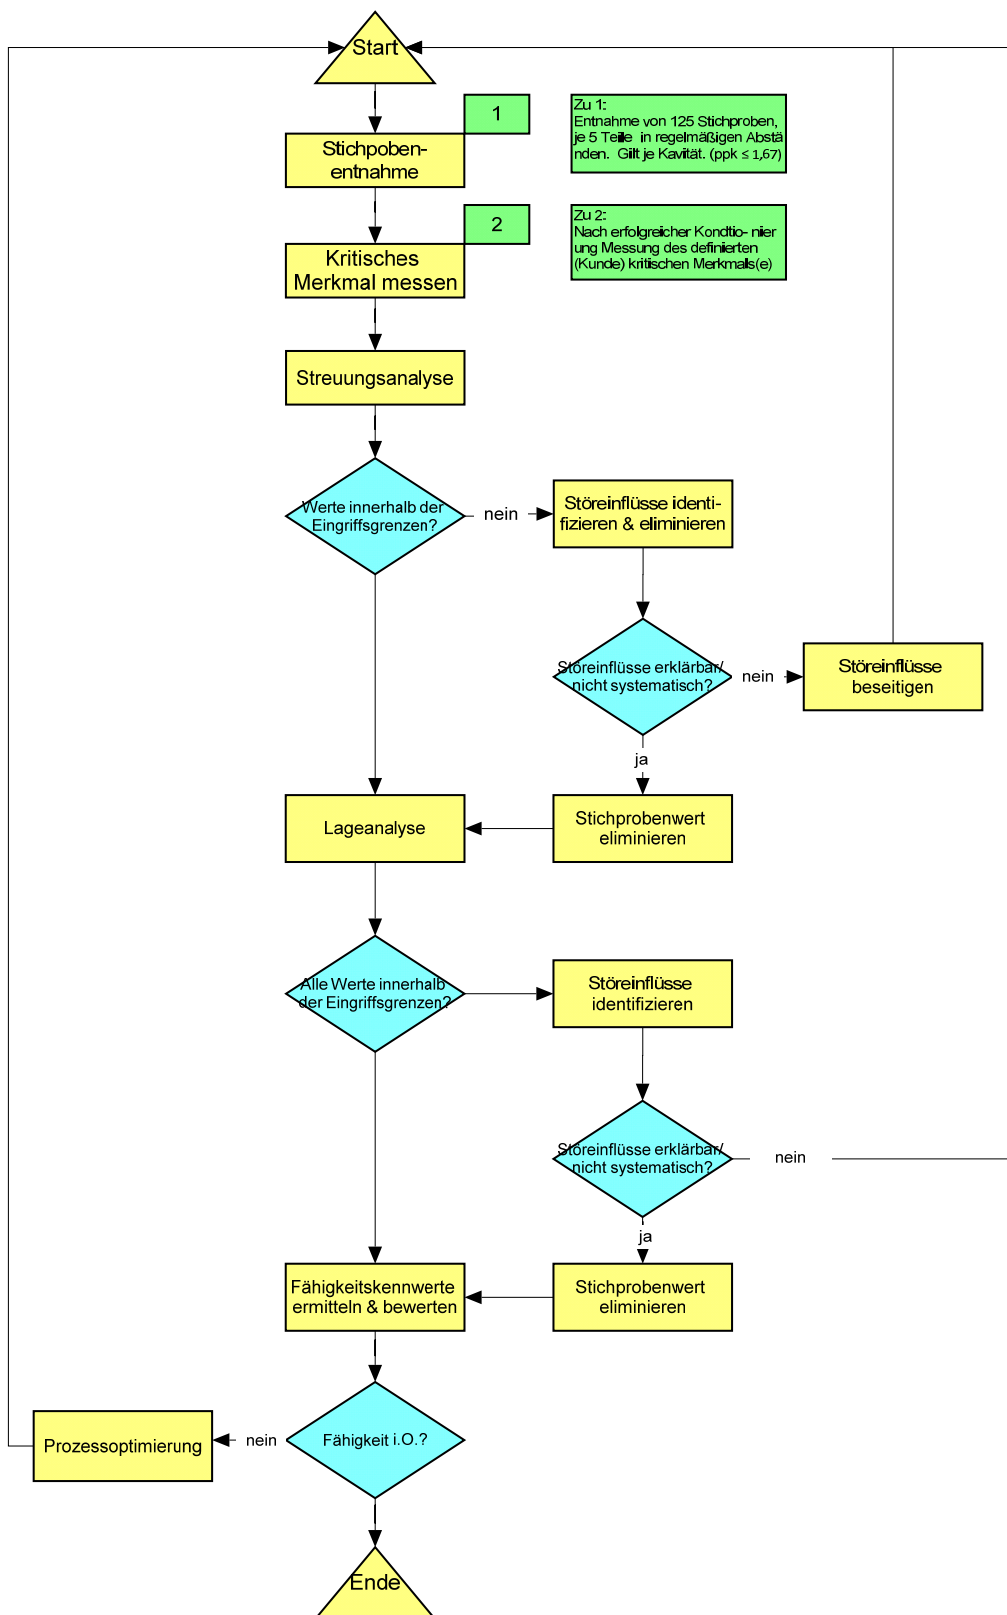 Start
1
Zu 1:
Entnahme von 125 Stichproben,
je 5 Teille in regelmäßigen Abstä
nden. Gilt je Kavität. (ppk ≤ 1,67)
Stichpoben-
entnahme
2
Zu 2:
Nach erfolgreicher Kondtio- nier
ung Messung des definierten
(Kunde) kritischen Merkmals(e)
Kritisches
Merkmal messen
Streuungsanalyse
Werte innerhalb der
Eingriffsgrenzen?
nein
Störeinflüsse identi-
fizieren & eliminieren
Störeinflüsse erklärbar/
nicht systematisch?
nein
Störeinflüsse
beseitigen
ja
Lageanalyse
Stichprobenwert
eliminieren
Alle Werte innerhalb
der Eingriffsgrenzen?
Störeinflüsse
identifizieren
Störeinflüsse erklärbar/
nicht systematisch?
nein
ja
Fähigkeitskennwerte
ermitteln & bewerten
Stichprobenwert
eliminieren
Prozessoptimierung
nein
Fähigkeit i.O.?
Ende